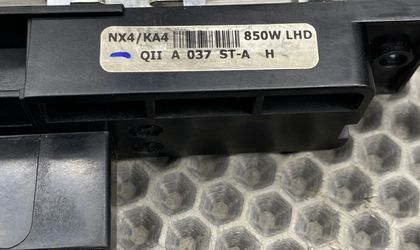 NX4/KA4 850W LHD
QII A 037 ST-A H